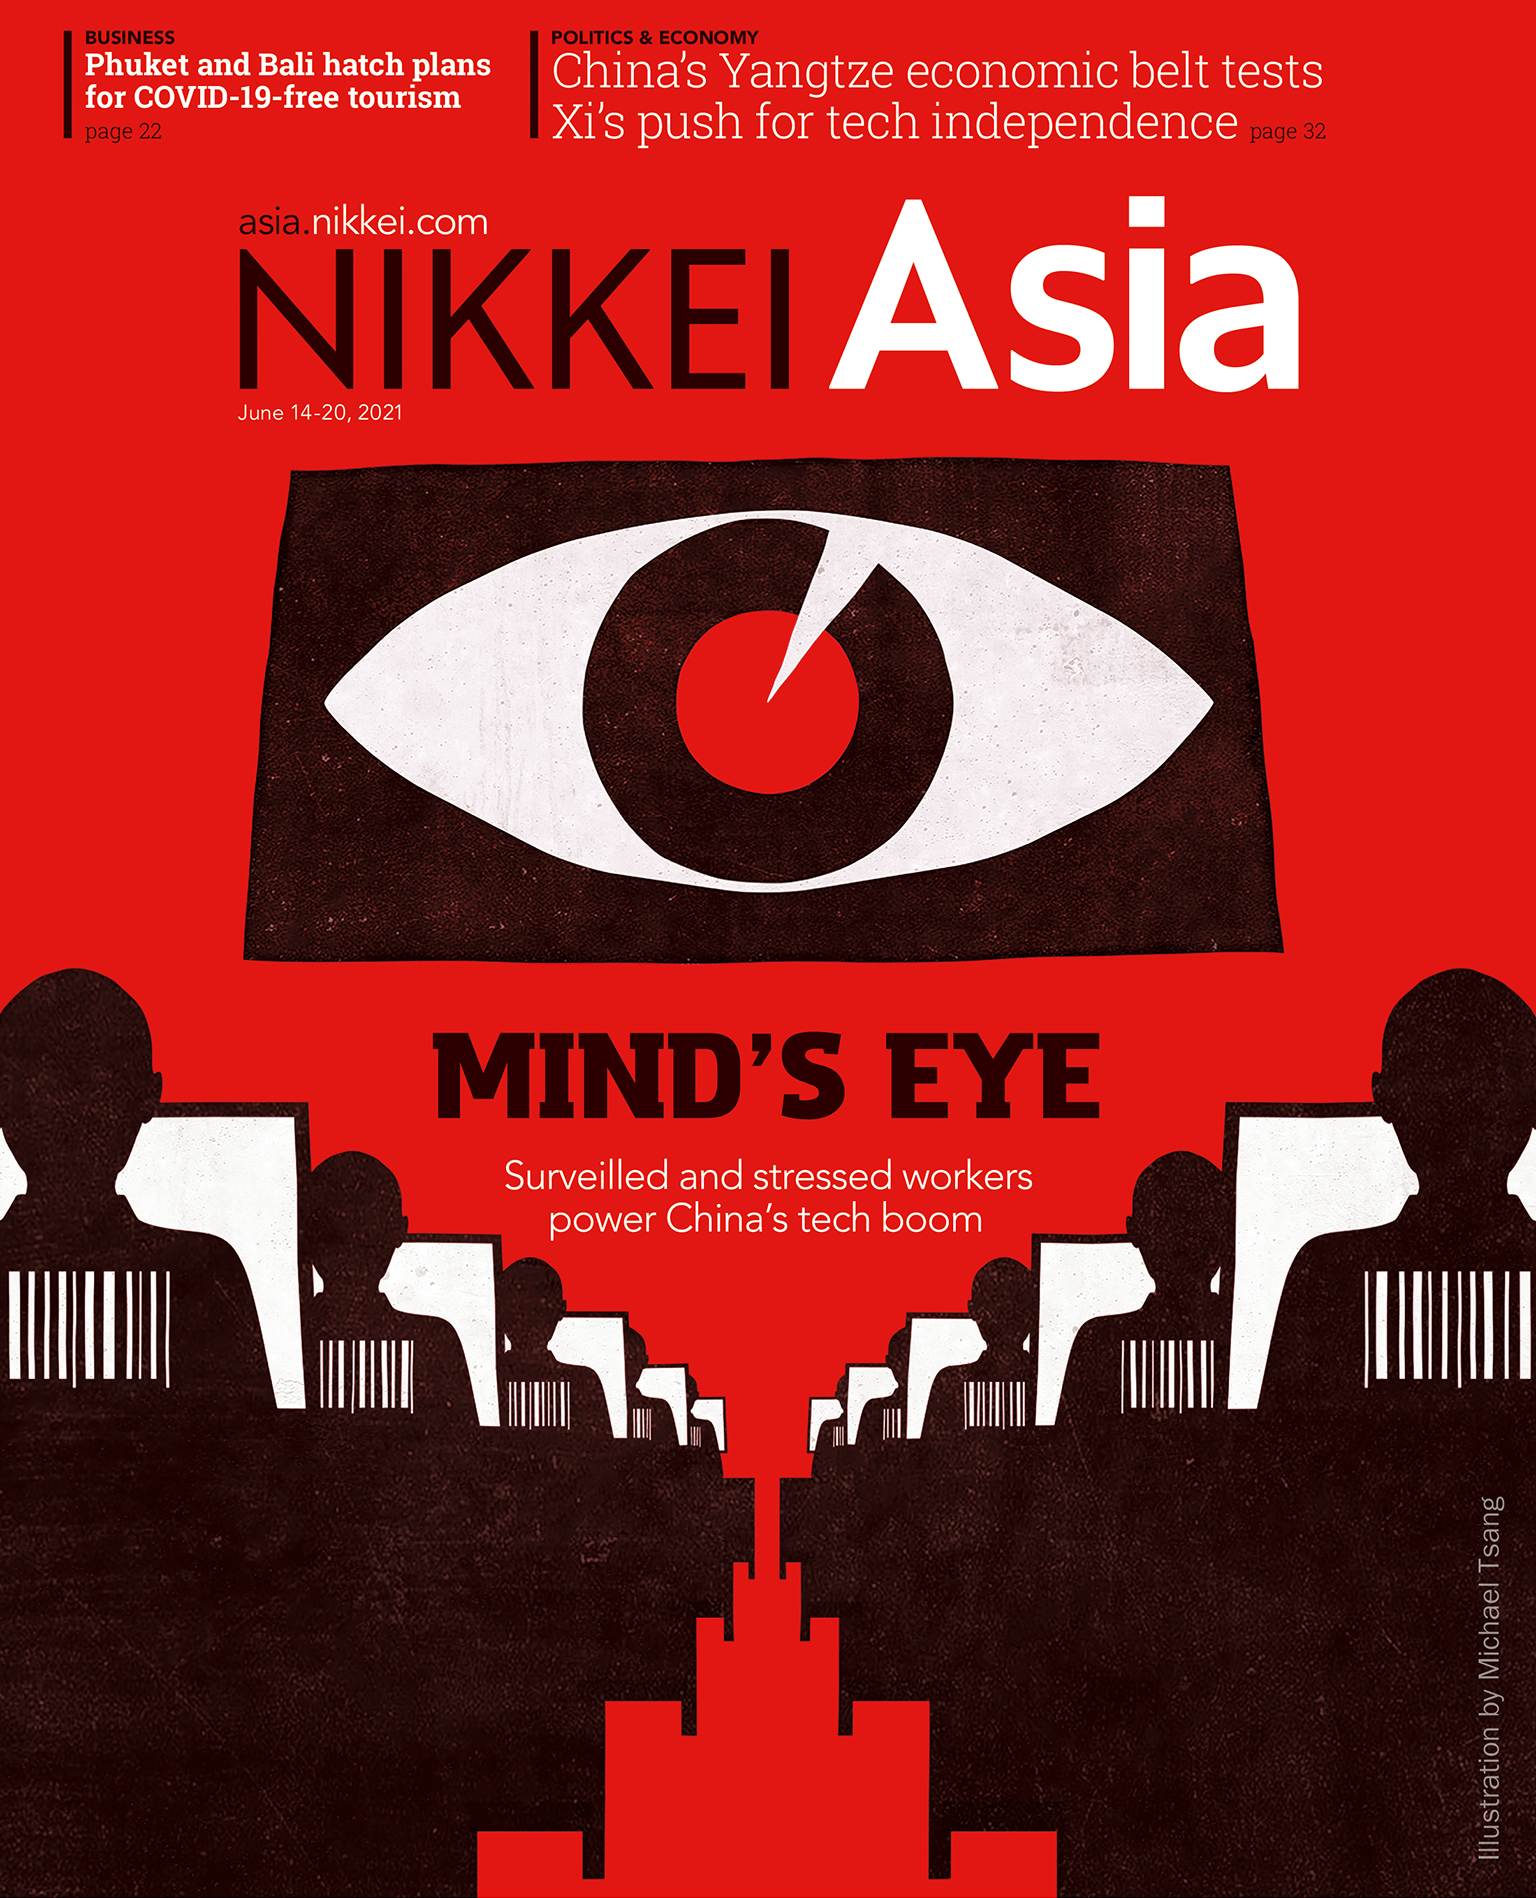 BUSINESS
Phuket and Bali hatch plans
for COVID-19-free tourism
page 22
POLITICS & ECONOMY
China’s Yangtze economic belt tests
Xi’s push for tech independence page 32
asia.nikkei.com
NIKKEI Asia
June 14-20, 2021
MIND’S EYE
Surveilled and stressed workers
power China’s tech boom
Illustration by Michael Tsang